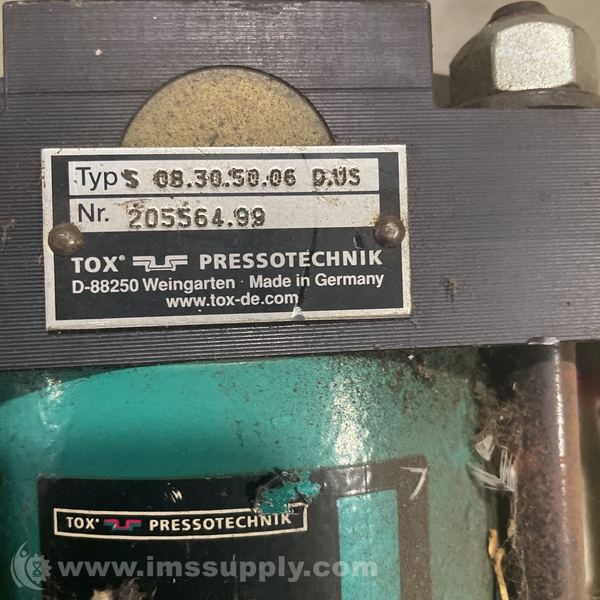 Typ S 08.30.50.06 D.US
Nr. 205564.99
TOX® PRESSOTECHNIK
D-88250 Weingarten · Made in Germany
www.tox-de.com
TOX® PRESSOTECHNIK
www.imssupply.com